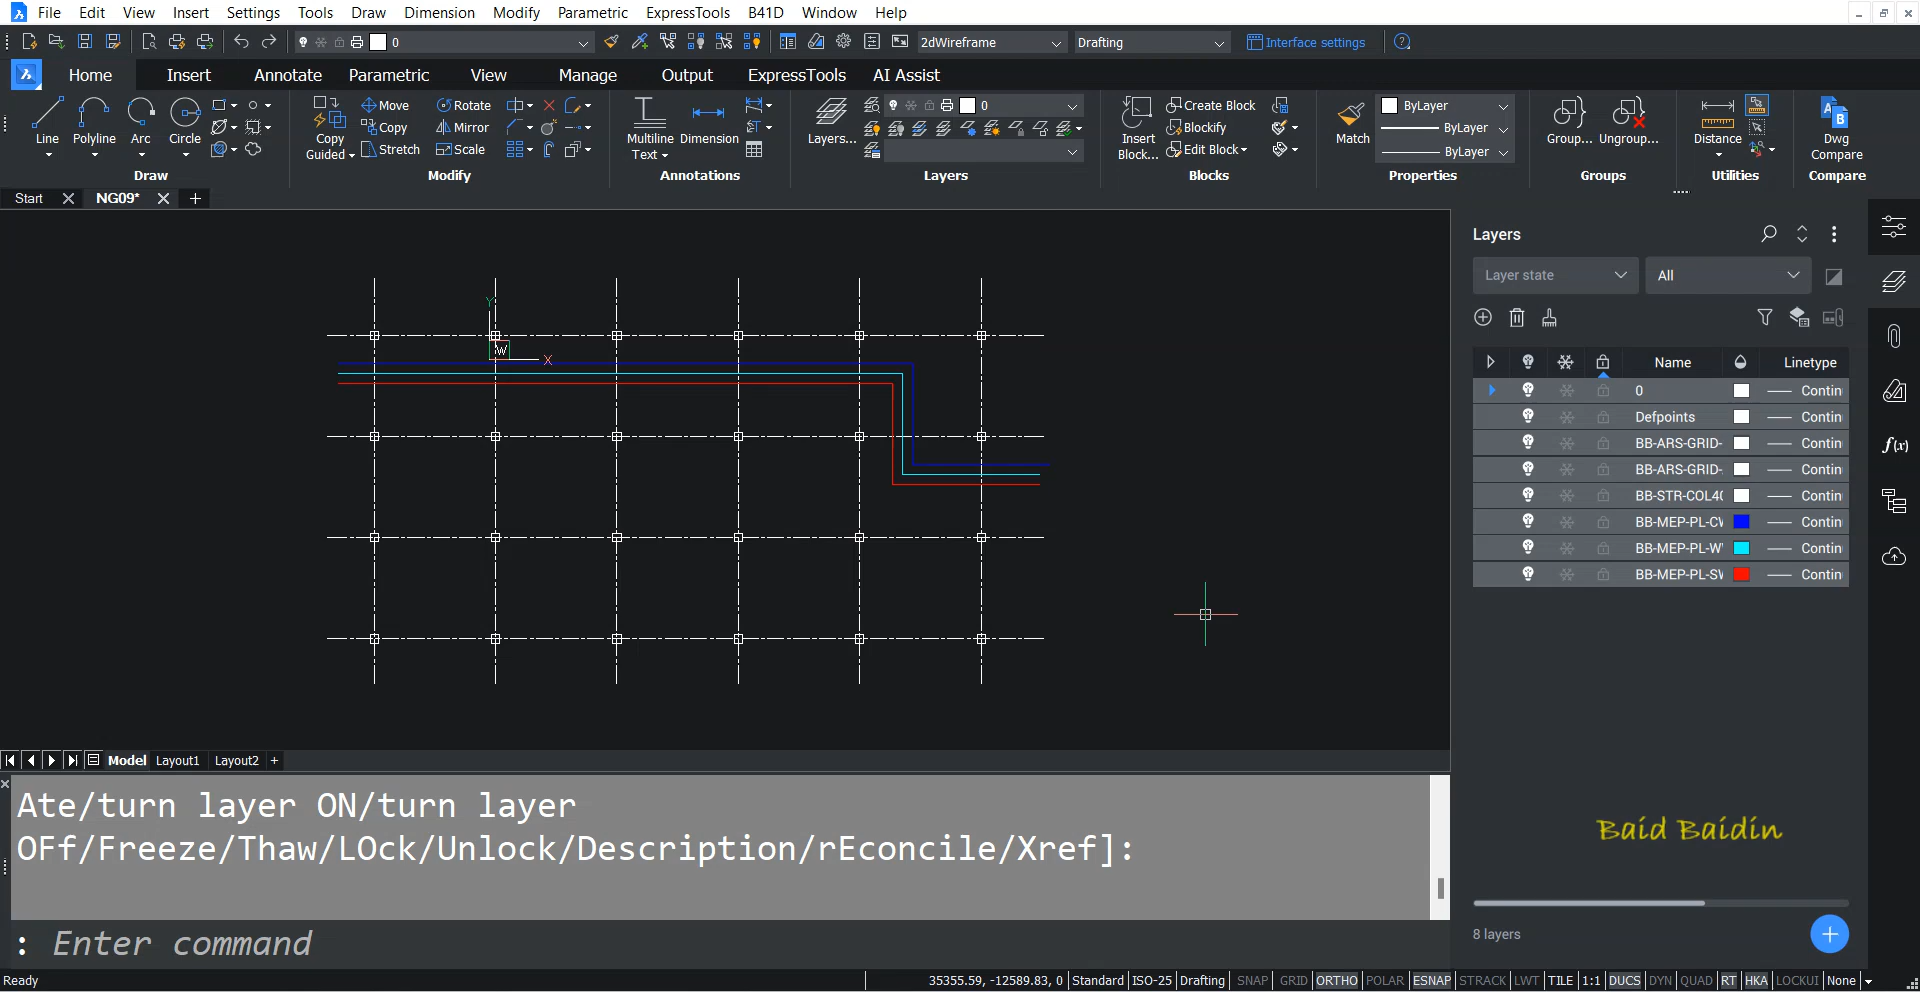 File Edit View Insert Settings Tools Draw Dimension Modify Parametric ExpressTools B41D Window Help
0 2dWireframe Drafting Interface settings
Home Insert Annotate Parametric View Manage Output ExpressTools AI Assist
Line Polyline Arc Circle
Draw
Copy Guided Move Copy Stretch Rotate Mirror Scale
Modify
Multiline Text Dimension
Annotations
Layers... 0
Layers
Insert Block... Create Block Blockify Edit Block
Blocks
Match ByLayer ByLayer ByLayer
Properties
Group... Ungroup...
Groups
Distance
Utilities
Dwg Compare
Compare
Start NG09*
Y
W
X
Layers
Layer state All
Name Linetype
0 Contin
Defpoints Contin
BB-ARS-GRID- Contin
BB-ARS-GRID- Contin
BB-STR-COL4( Contin
BB-MEP-PL-C Contin
BB-MEP-PL-W Contin
BB-MEP-PL-S Contin
f(x)
Baid Baidin
8 layers
Model Layout1 Layout2 +
Ate/turn layer ON/turn layer
OFf/Freeze/Thaw/LOck/Unlock/Description/rEconcile/Xref]:
: Enter command
Ready 35355.59, -12589.83, 0 Standard ISO-25 Drafting SNAP GRID ORTHO POLAR ESNAP STRACK LWT TILE 1:1 DUCS DYN QUAD RT HKA LOCKUI None